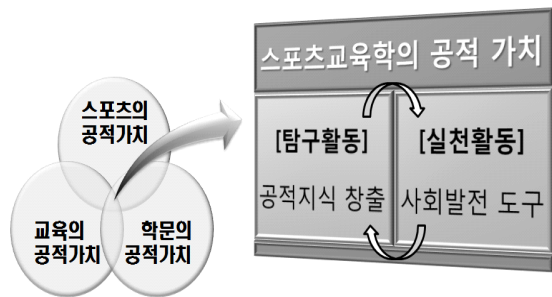 스포츠의
공적가치
교육의
공적가치
학문의
공적가치
스포츠교육학의 공적 가치
[탐구활동]
공적지식 창출
[실천활동]
사회발전 도구